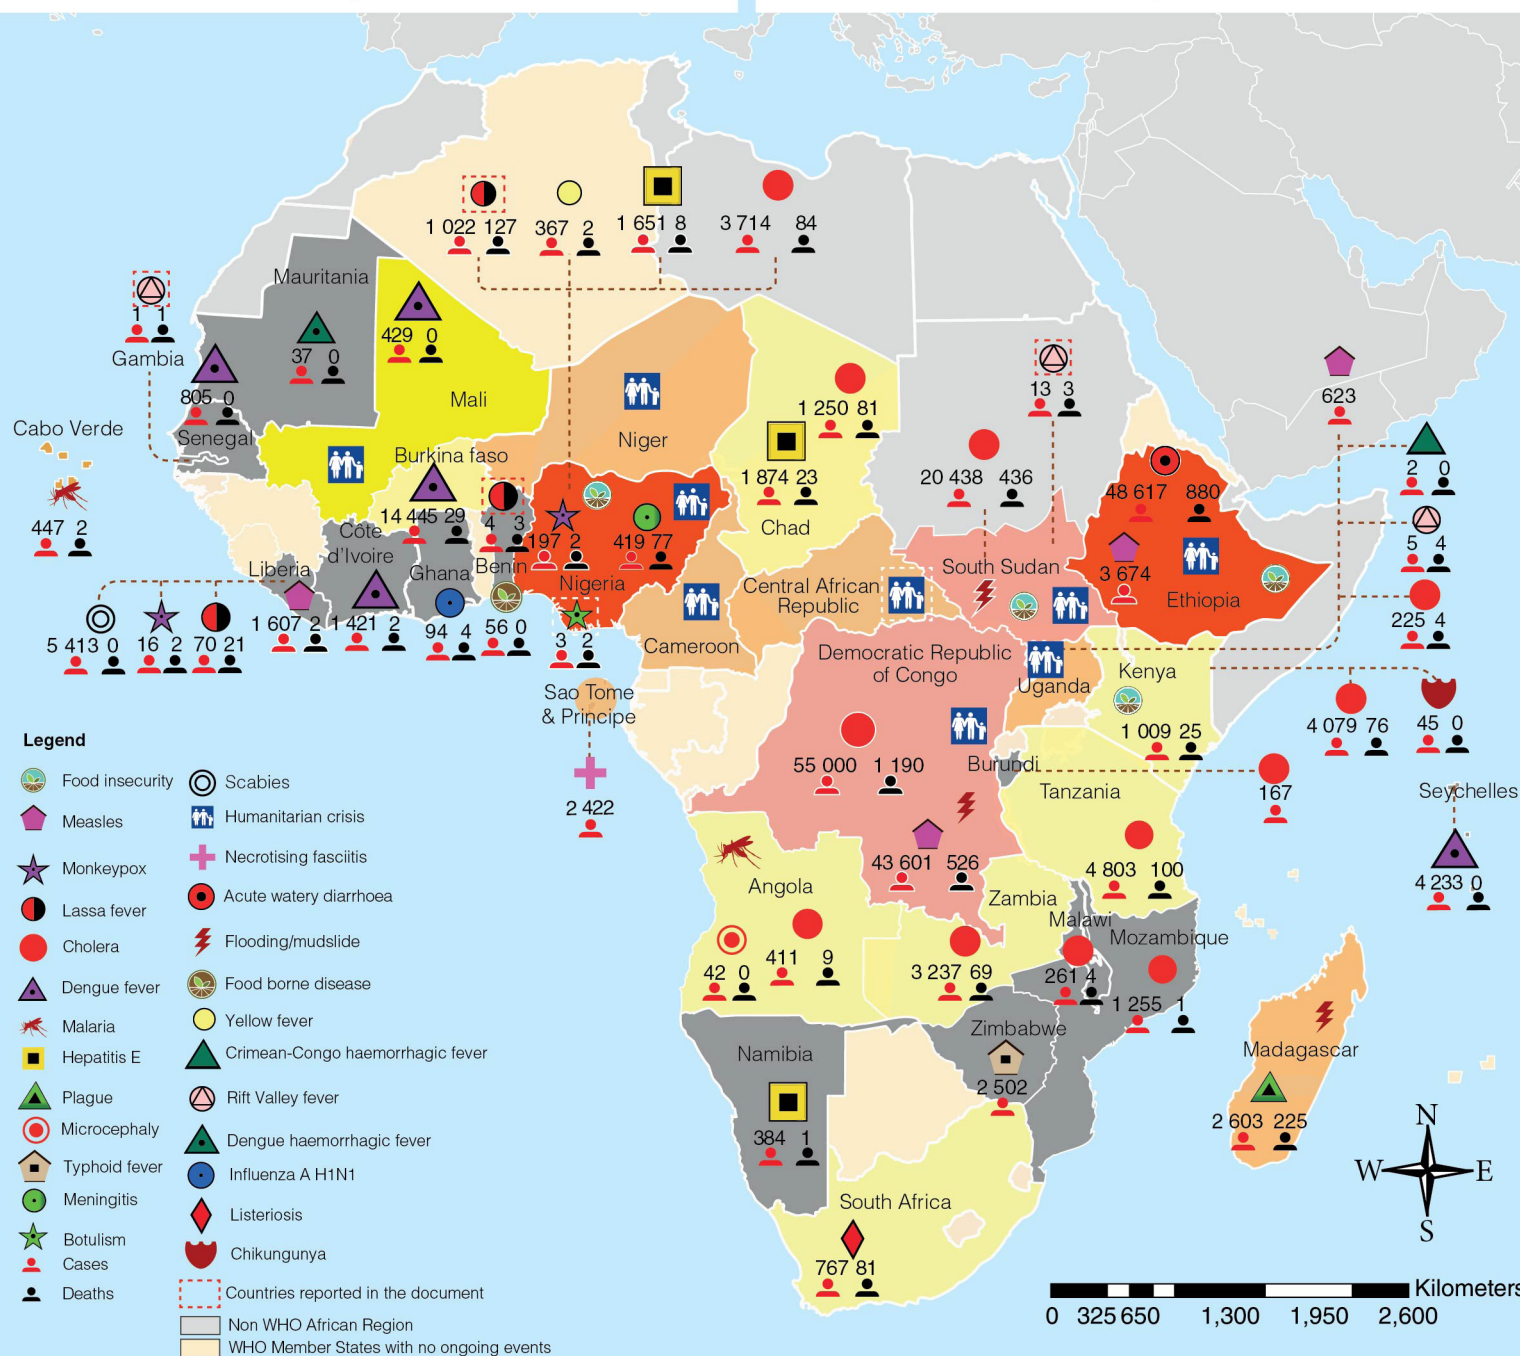 1 022 127
367 2
1 651 8
3 714 84
Mauritania
37 0
429 0
Mali
1 1
Gambia
805 0
Senegal
Cabo Verde
447 2
Niger
Burkina faso
14 445 29
1 250 81
1 874 23
Chad
13 3
20 438 436
623
48 617 880
3 674
Ethiopia
2 0
5 4
225 4
Côte
d'Ivoire
Liberia
Ghana
Benin
4 3
197 2
419 77
Nigeria
South Sudan
Central African
Republic
Cameroon
5 413 0
16 2
70 21
1 607 2
1 421 2
94 4
56 0
3 2
Democratic Republic
of Congo
Uganda
Kenya
1 009 25
4 079 76
45 0
Sao Tome
& Principe
2 422
55 000 1 190
Burundi
167
Tanzania
4 803 100
Seychelles
4 233 0
43 601 526
Angola
42 0
411 9
Zambia
3 237 69
Malawi
261 4
Mozambique
1 255 1
Zimbabwe
2 502
Namibia
384 1
Madagascar
2 603 225
South Africa
767 81
N
W E
S
Kilometers
0 325 650 1,300 1,950 2,600
Legend
Food insecurity
Measles
Monkeypox
Lassa fever
Cholera
Dengue fever
Malaria
Hepatitis E
Plague
Microcephaly
Typhoid fever
Meningitis
Botulism
Cases
Deaths
Scabies
Humanitarian crisis
Necrotising fasciitis
Acute watery diarrhoea
Flooding/mudslide
Food borne disease
Yellow fever
Crimean-Congo haemorrhagic fever
Rift Valley fever
Dengue haemorrhagic fever
Influenza A H1N1
Listeriosis
Chikungunya
Countries reported in the document
Non WHO African Region
WHO Member States with no ongoing events